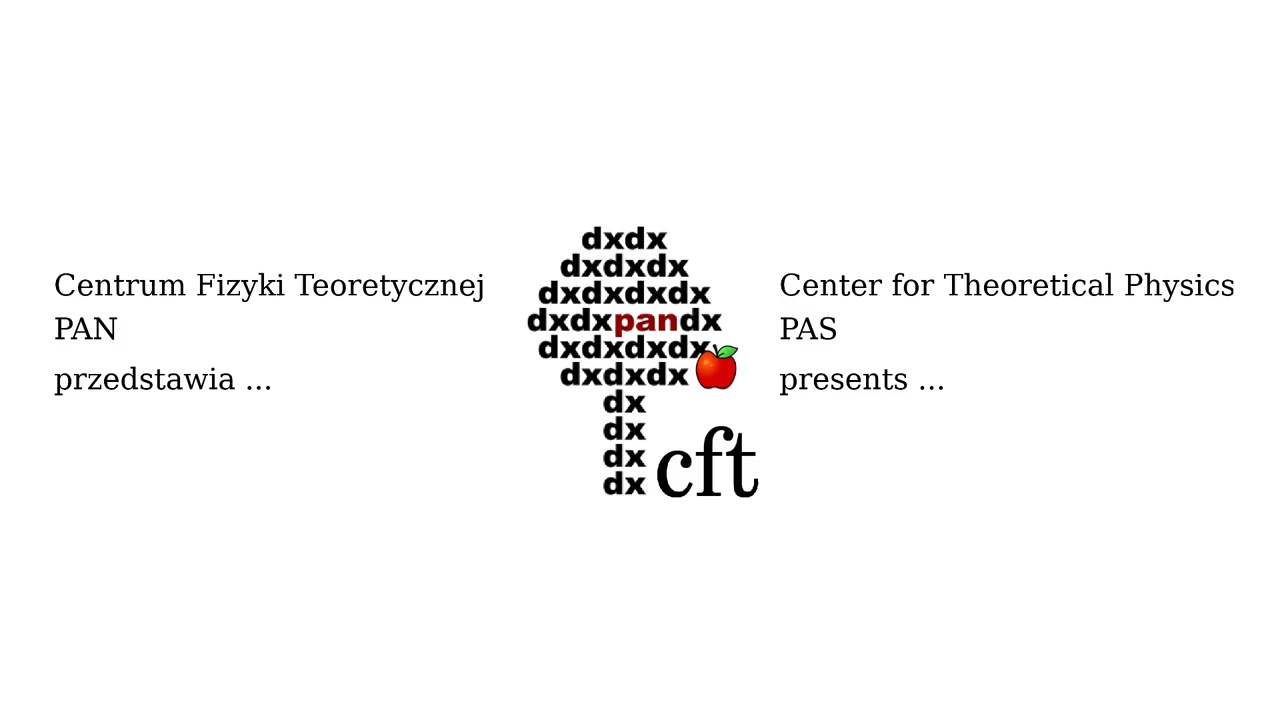 Centrum Fizyki Teoretycznej
PAN
przedstawia ...
dxdx
dxdxdx
dxdxdxdx
dxdxpandx
dxdxdxdx
dxdxdx
dx
dx
dx
dx
cft
Center for Theoretical Physics
PAS
presents ...